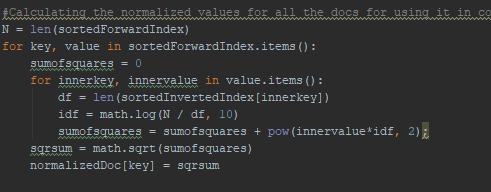 #Calculating the normalized values for all the docs for using it in co
N = len(sortedForwardIndex)
for key, value in sortedForwardIndex.items():
    sumofsquares = 0
    for innerkey, innervalue in value.items():
        df = len(sortedInvertedIndex[innerkey])
        idf = math.log(N / df, 10)
        sumofsquares = sumofsquares + pow(innervalue*idf, 2);
    sqrsum = math.sqrt(sumofsquares)
    normalizedDoc[key] = sqrsum